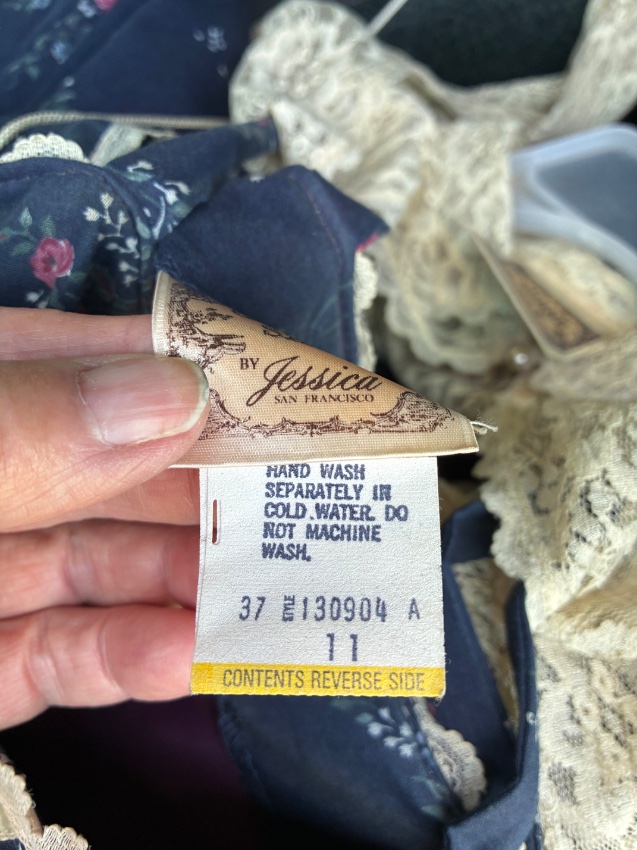 BY Jessica
SAN FRANCISCO
HAND WASH
SEPARATELY IN
COLD WATER. DO
NOT MACHINE
WASH.
37 STYLE 130904 A
11
CONTENTS REVERSE SIDE